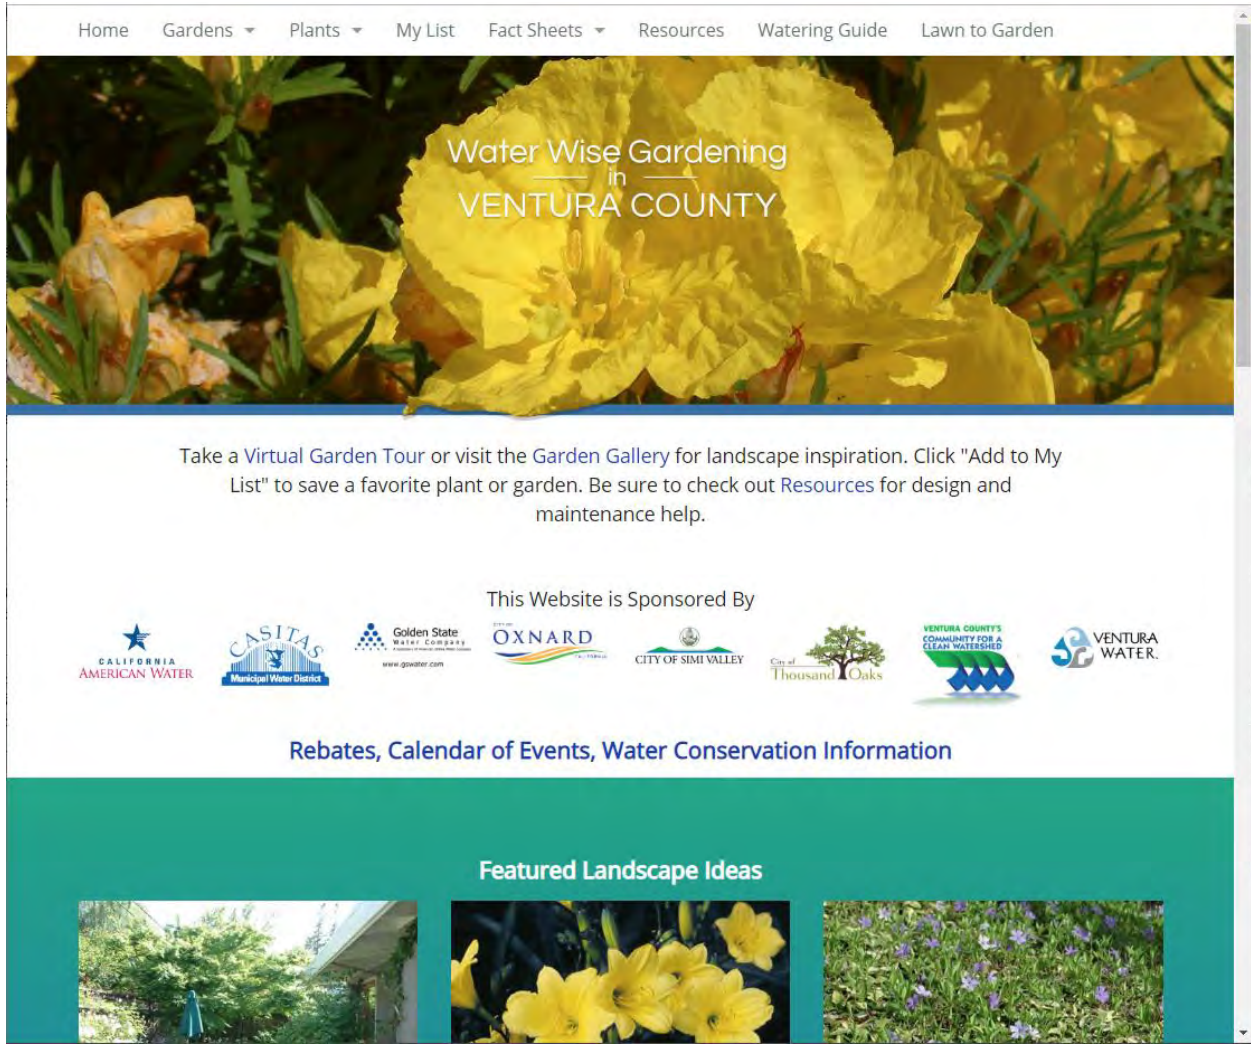 Home Gardens Plants My List Fact Sheets Resources Watering Guide Lawn to Garden
Water Wise Gardening
in
VENTURA COUNTY
Take a Virtual Garden Tour or visit the Garden Gallery for landscape inspiration. Click "Add to My
List" to save a favorite plant or garden. Be sure to check out Resources for design and
maintenance help.
This Website is Sponsored By
CALIFORNIA
AMERICAN WATER
CASITAS
Municipal Water District
Golden State
Water Company
www.gswater.com
CITY OF
OXNARD
CALIFORNIA
CITY OF SIMI VALLEY
City of
Thousand Oaks
VENTURA COUNTY'S
COMMUNITY FOR A
CLEAN WATERSHED
VENTURA
WATER.
Rebates, Calendar of Events, Water Conservation Information
Featured Landscape Ideas